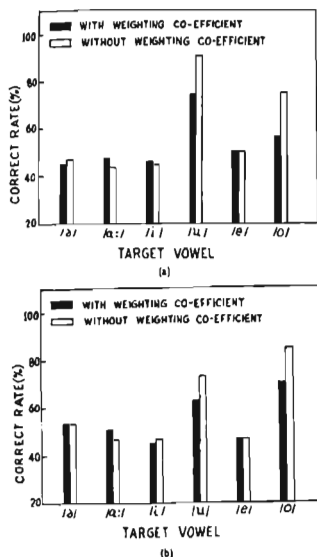 WITH WEIGHTING CO-EFFICIENT
WITHOUT WEIGHTING CO-EFFICIENT
CORRECT RATE(%)
100
80
60
40
20
/ə/ /a:/ /i/ /u/ /e/ /o/
TARGET VOWEL
(a)
WITH WEIGHTING CO-EFFICIENT
WITHOUT WEIGHTING CO-EFFICIENT
CORRECT RATE(%)
100
80
60
40
20
/ə/ /a:/ /i/ /u/ /e/ /o/
TARGET VOWEL
(b)